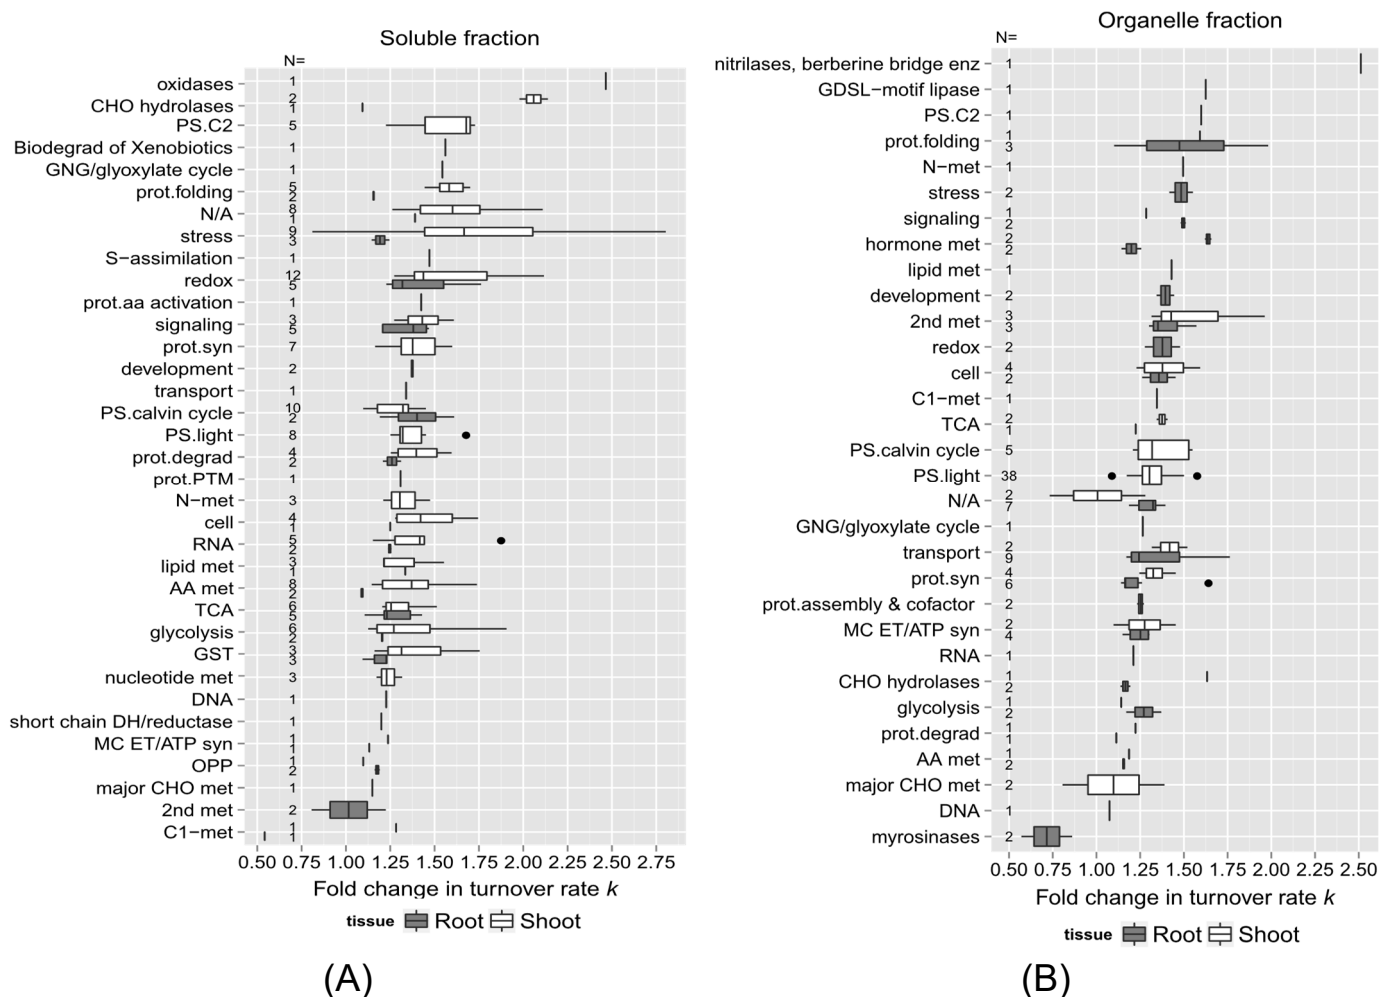 Soluble fraction
N=
oxidases 1
CHO hydrolases 2 1
PS.C2 5
Biodegrad of Xenobiotics 1
GNG/glyoxylate cycle 1
prot.folding 5 2
N/A 8 1
stress 9 3
S−assimilation 1
redox 12 5
prot.aa activation 1
signaling 3 5
prot.syn 7
development 2
transport 1
PS.calvin cycle 10 2
PS.light 8
prot.degrad 4 2
prot.PTM 1
N−met 3
cell 4 1
RNA 5 2
lipid met 3 1
AA met 8 2
TCA 6 5
glycolysis 6 2
GST 3 3
nucleotide met 3
DNA 1
short chain DH/reductase 1
MC ET/ATP syn 1 1
OPP 1 2
major CHO met 1
2nd met 2
C1−met 1 1
0.50 0.75 1.00 1.25 1.50 1.75 2.00 2.25 2.50 2.75
Fold change in turnover rate k
tissue Root Shoot
(A)
Organelle fraction
N=
nitrilases, berberine bridge enz 1
GDSL−motif lipase 1
PS.C2 1
prot.folding 1 3
N−met 1
stress 2
signaling 1 2
hormone met 2 2
lipid met 1
development 2
2nd met 3 3
redox 2
cell 4 2
C1−met 1
TCA 2 1
PS.calvin cycle 5
PS.light 38
N/A 2 7
GNG/glyoxylate cycle 1
transport 2 9
prot.syn 4 6
prot.assembly & cofactor 2
MC ET/ATP syn 2 4
RNA 1
CHO hydrolases 1 2
glycolysis 1 2
prot.degrad 1 1
AA met 1 2
major CHO met 2
DNA 1
myrosinases 2
0.50 0.75 1.00 1.25 1.50 1.75 2.00 2.25 2.50
Fold change in turnover rate k
tissue Root Shoot
(B)